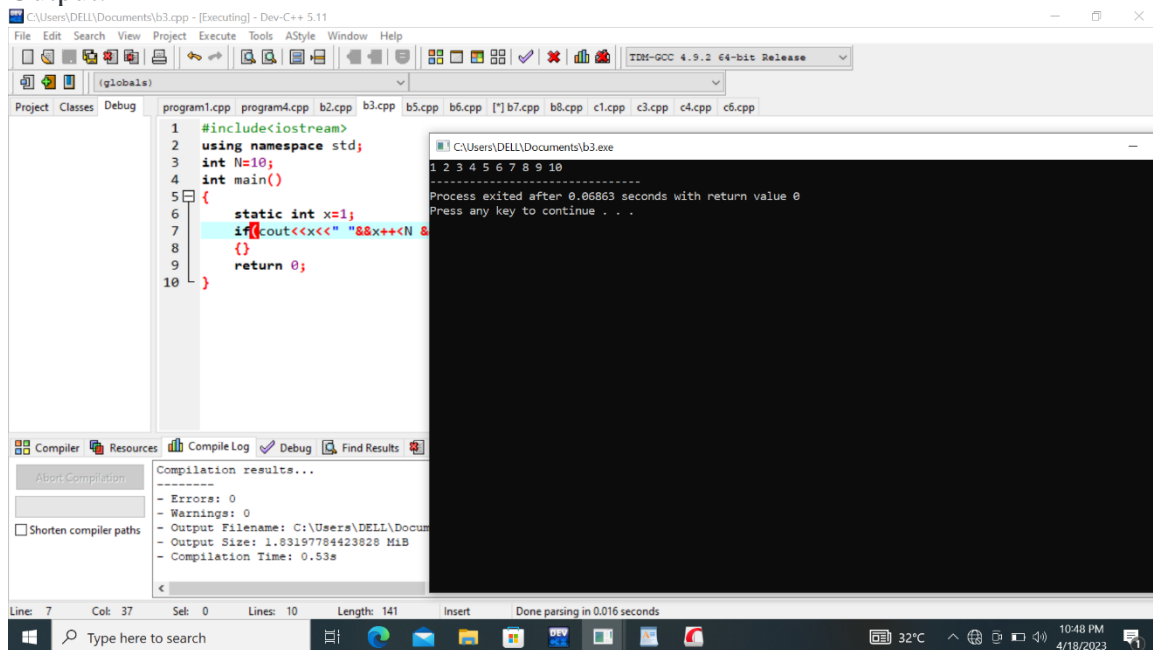 C:\Users\DELL\Documents\b3.cpp - [Executing] - Dev-C++ 5.11
File Edit Search View Project Execute Tools AStyle Window Help
TDM-GCC 4.9.2 64-bit Release
(globals)
Project Classes Debug
program1.cpp program4.cpp b2.cpp b3.cpp b5.cpp b6.cpp [*] b7.cpp b8.cpp c1.cpp c3.cpp c4.cpp c6.cpp
1 #include<iostream>
2 using namespace std;
3 int N=10;
4 int main()
5 {
6 static int x=1;
7 if(cout<<x<<" "&&x++<N &
8 {}
9 return 0;
10 }
C:\Users\DELL\Documents\b3.exe
1 2 3 4 5 6 7 8 9 10
--------------------------------
Process exited after 0.06863 seconds with return value 0
Press any key to continue . . .
Compiler Resources Compile Log Debug Find Results
Abort Compilation
Shorten compiler paths
Compilation results...
--------
- Errors: 0
- Warnings: 0
- Output Filename: C:\Users\DELL\Docum
- Output Size: 1.83197784423828 MiB
- Compilation Time: 0.53s
Line: 7 Col: 37 Sel: 0 Lines: 10 Length: 141 Insert Done parsing in 0.016 seconds
Type here to search
DEV
32°C
10:48 PM
4/18/2023
1